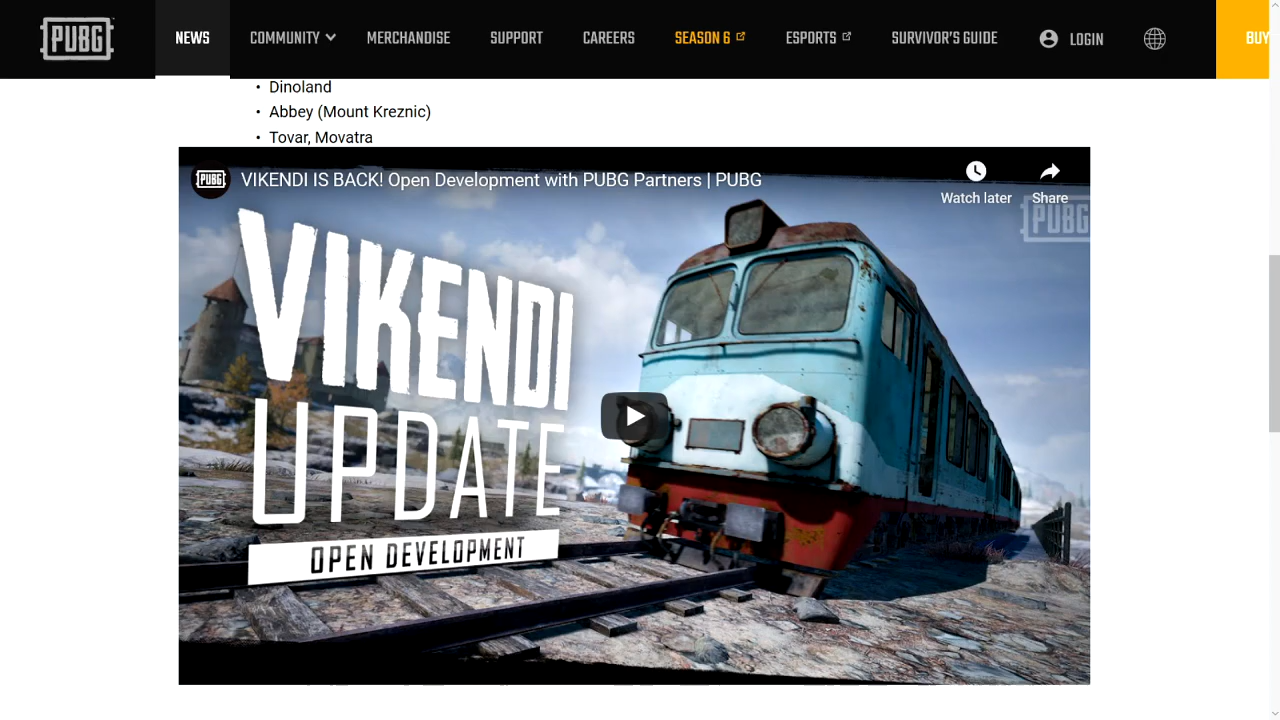 PUBG
NEWS
COMMUNITY
MERCHANDISE
SUPPORT
CAREERS
SEASON 6
ESPORTS
SURVIVOR'S GUIDE
LOGIN
BUY
• Dinoland
• Abbey (Mount Kreznic)
• Tovar, Movatra
PUBG
VIKENDI IS BACK! Open Development with PUBG Partners | PUBG
Watch later
Share
PUBG
VIKENDI
UPDATE
OPEN DEVELOPMENT